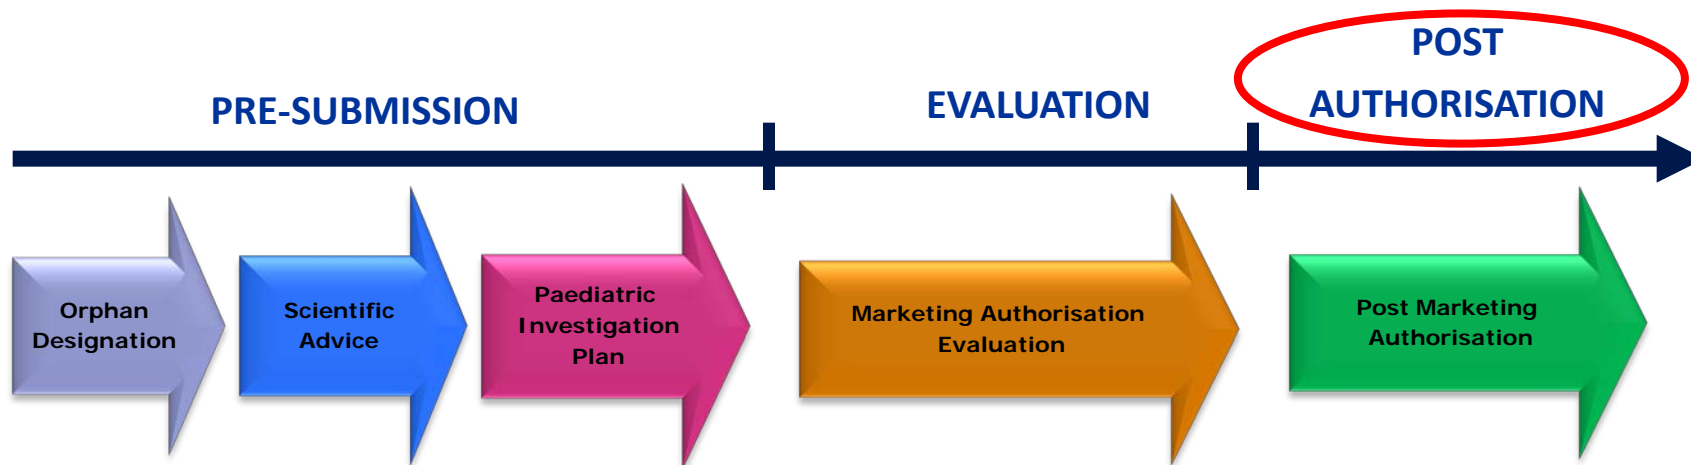 PRE-SUBMISSION
EVALUATION
POST
AUTHORISATION
Orphan
Designation
Scientific
Advice
Paediatric
Investigation
Plan
Marketing Authorisation
Evaluation
Post Marketing
Authorisation